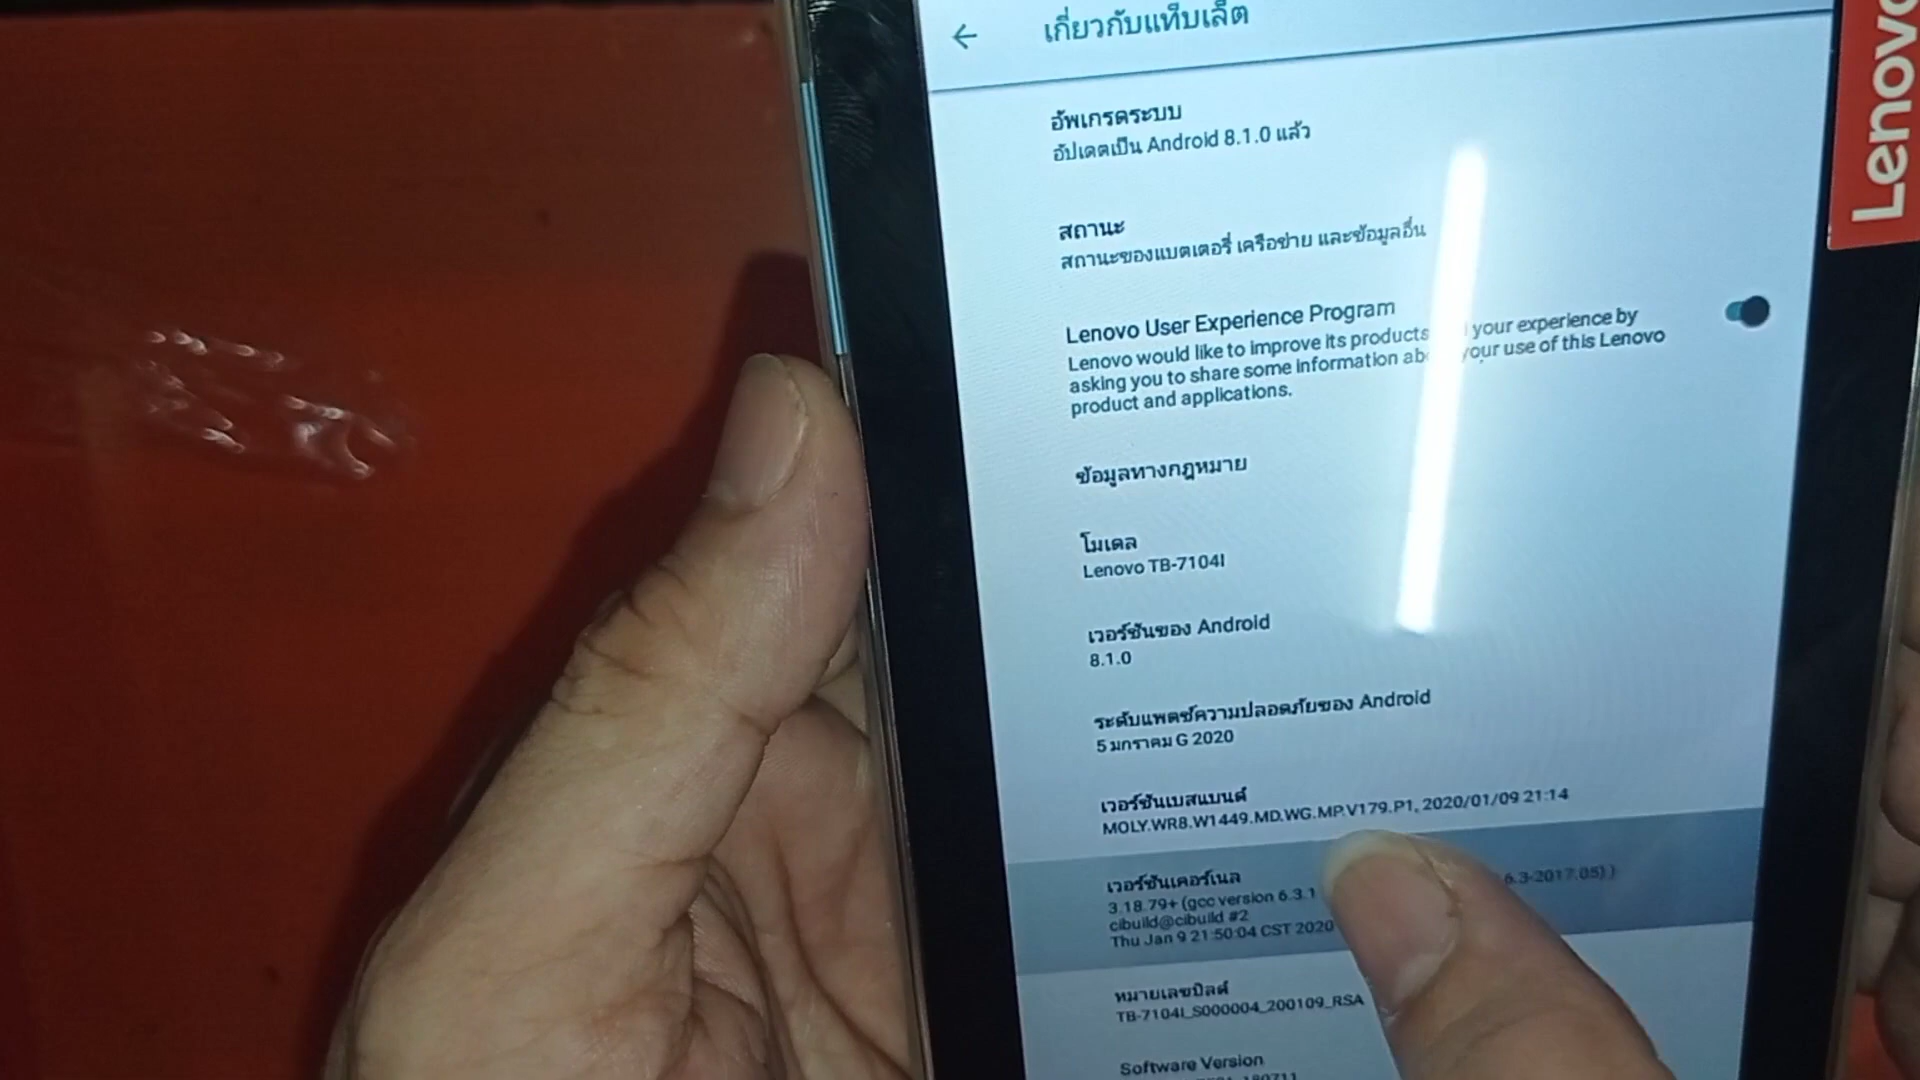 เกี่ยวกับแท็บเล็ต
Lenovo
อัพเกรดระบบ
อัปเดตเป็น Android 8.1.0 แล้ว
สถานะ
สถานะของแบตเตอรี่ เครือข่าย และข้อมูลอื่น
Lenovo User Experience Program
Lenovo would like to improve its products your experience by
asking you to share some information your use of this Lenovo
product and applications.
ข้อมูลทางกฎหมาย
โมเดล
Lenovo TB-7104I
เวอร์ชันของ Android
8.1.0
ระดับแพตช์ความปลอดภัยของ Android
5 มกราคม G 2020
เวอร์ชันเบสแบนด์
MOLY.WR8.W1449.MD.WG.MP.V179.P1, 2020/01/09 21:14
เวอร์ชันเคอร์เนล
3.18.79+ (gcc version 6.3.1 6.3-2017.05) )
cibuild@cibuild #2
Thu Jan 9 21:50:04 CST 2020
หมายเลขบิลด์
TB-7104I_S000004_200109_RSA
Software Version